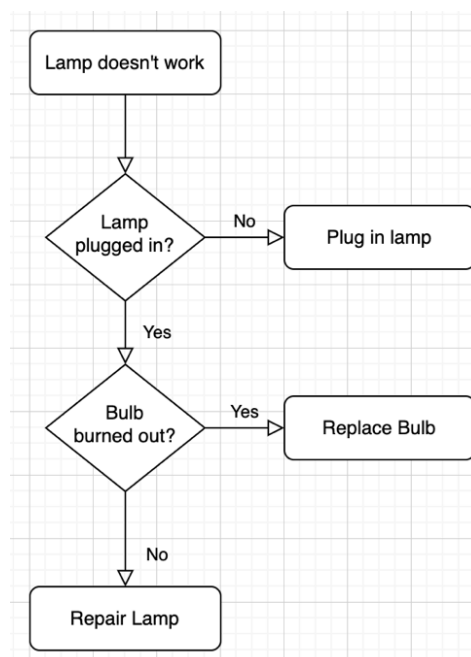 Lamp doesn't work
Lamp
plugged in?
No
Plug in lamp
Yes
Bulb
burned out?
Yes
Replace Bulb
No
Repair Lamp